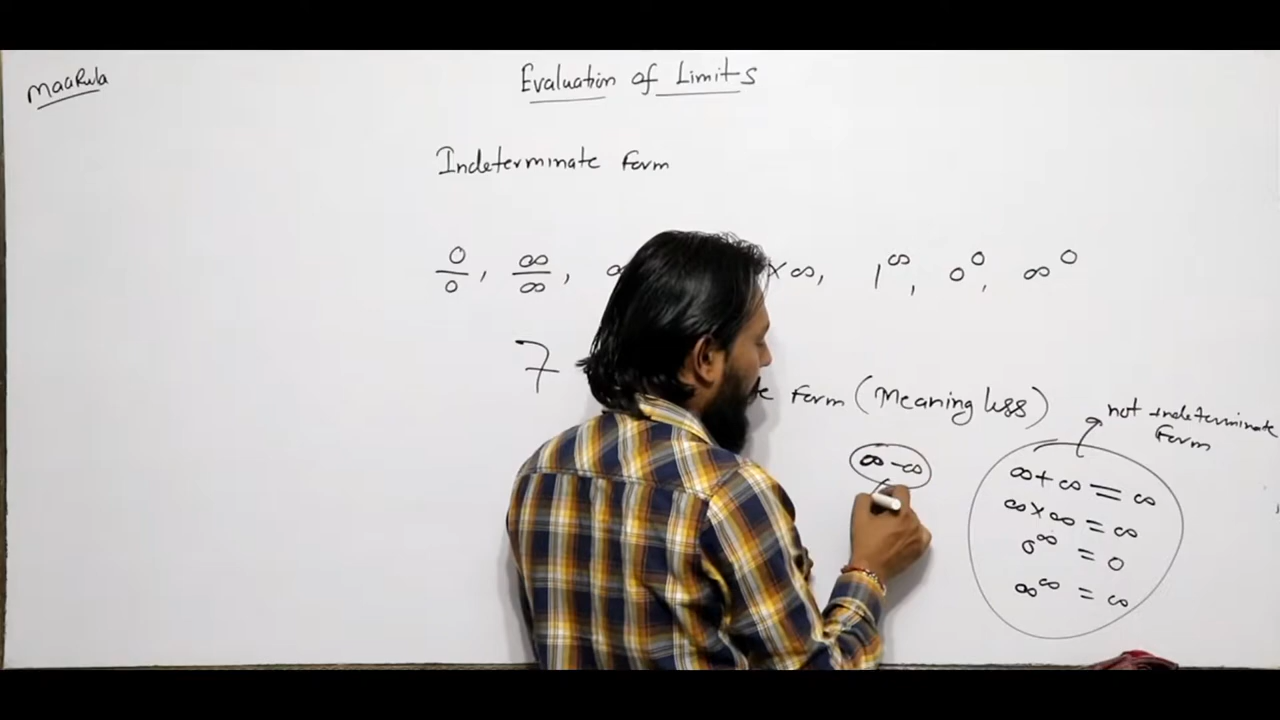 MaaRula
Evaluation of Limits
Indeterminate Form
0/0, ∞/∞, × ∞, 1^∞, 0^0, ∞^0
7 Form (Meaning less)
not indeterminate
Form
∞ - ∞
∞ + ∞ = ∞
∞ × ∞ = ∞
0^∞ = 0
∞^∞ = ∞